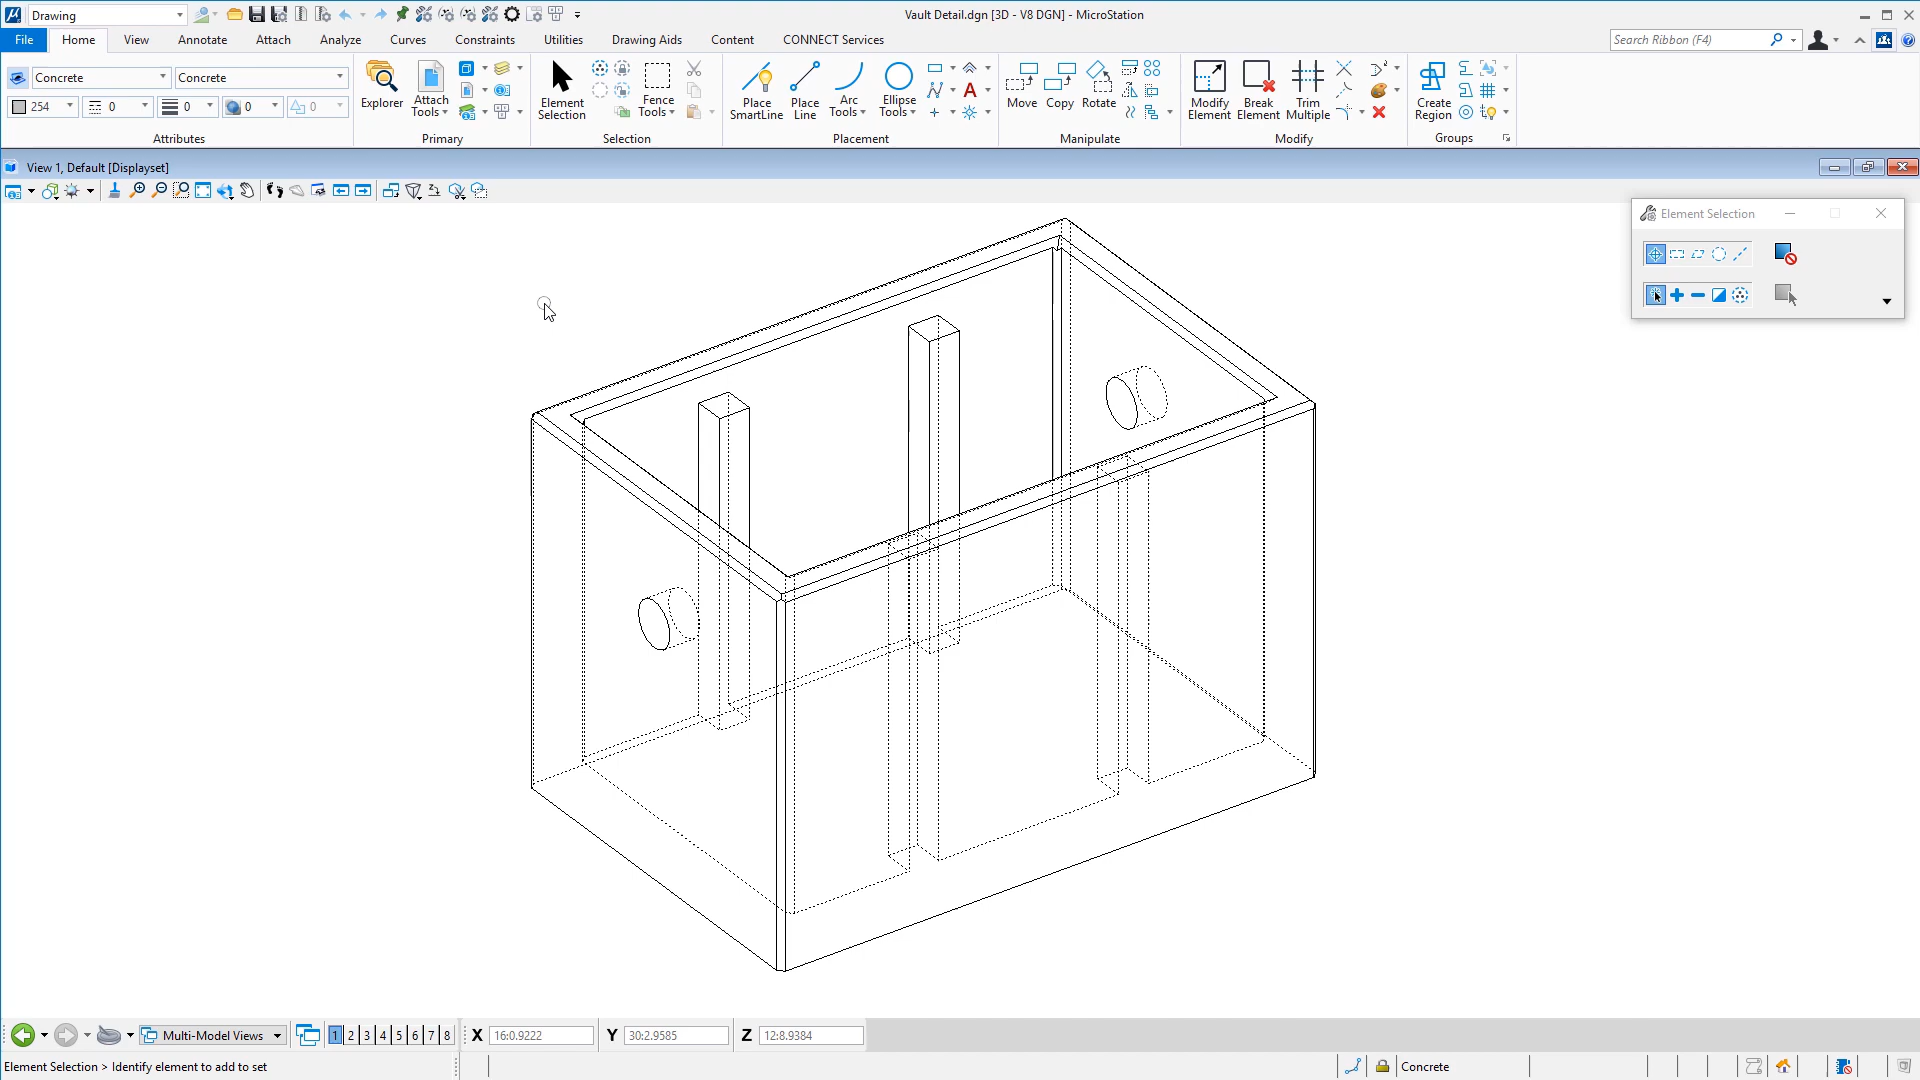 Drawing
Vault Detail.dgn [3D - V8 DGN] - MicroStation
File Home View Annotate Attach Analyze Curves Constraints Utilities Drawing Aids Content CONNECT Services
Search Ribbon (F4)
Concrete Concrete
254 0 0 0 0
Attributes
Explorer
Attach
Tools
Primary
Element
Selection
Fence
Tools
Selection
Place
SmartLine
Place
Line
Arc
Tools
Ellipse
Tools
Placement
Move Copy Rotate
Manipulate
Modify
Element
Break
Element
Trim
Multiple
Modify
Create
Region
Groups
View 1, Default [Displayset]
Element Selection
Multi-Model Views 1 2 3 4 5 6 7 8 X 16:0.9222 Y 30:2.9585 Z 12:8.9384
Element Selection > Identify element to add to set
Concrete